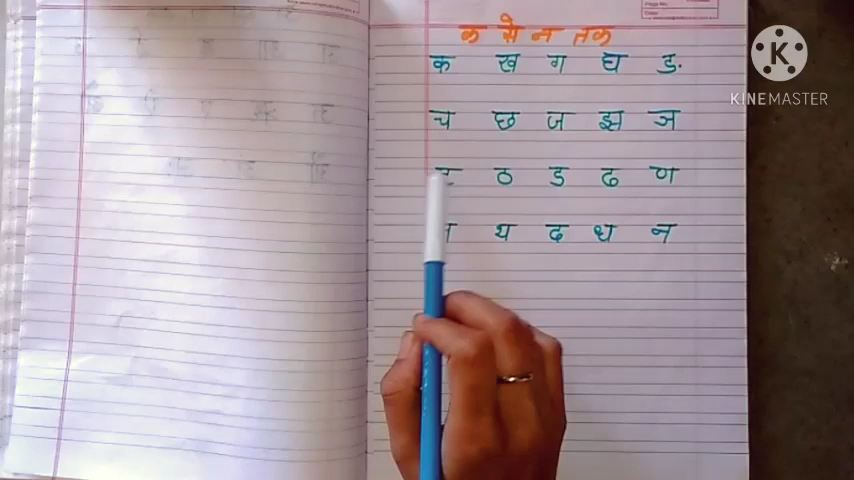 क से न तक
क ख ग घ ङ
KINEMASTER
च छ ज झ ञ
ट ठ ड ढ ण
थ द ध न